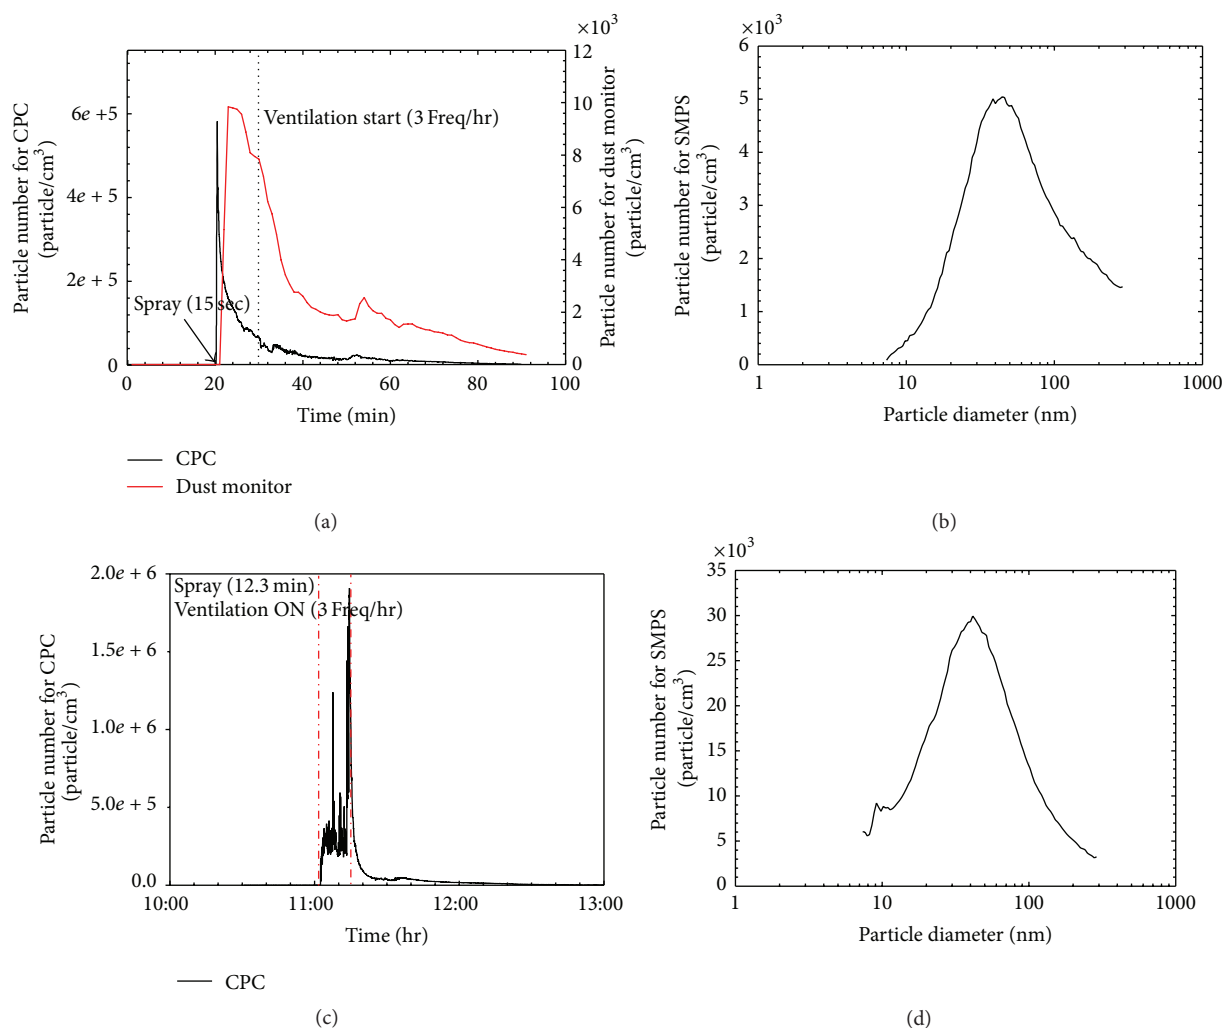 ×10³
Particle number for CPC
(particle/cm³)
6e + 5
4e + 5
2e + 5
0
12
10
8
6
4
2
0
Particle number for dust monitor
(particle/cm³)
Ventilation start (3 Freq/hr)
Spray (15 sec)
0 20 40 60 80 100
Time (min)
CPC
Dust monitor
(a)
×10³
Particle number for SMPS
(particle/cm³)
6
5
4
3
2
1
0
1 10 100 1000
Particle diameter (nm)
(b)
Particle number for CPC
(particle/cm³)
2.0e + 6
1.5e + 6
1.0e + 6
5.0e + 5
0.0
Spray (12.3 min)
Ventilation ON (3 Freq/hr)
10:00 11:00 12:00 13:00
Time (hr)
CPC
(c)
×10³
Particle number for SMPS
(particle/cm³)
35
30
25
20
15
10
5
0
1 10 100 1000
Particle diameter (nm)
(d)